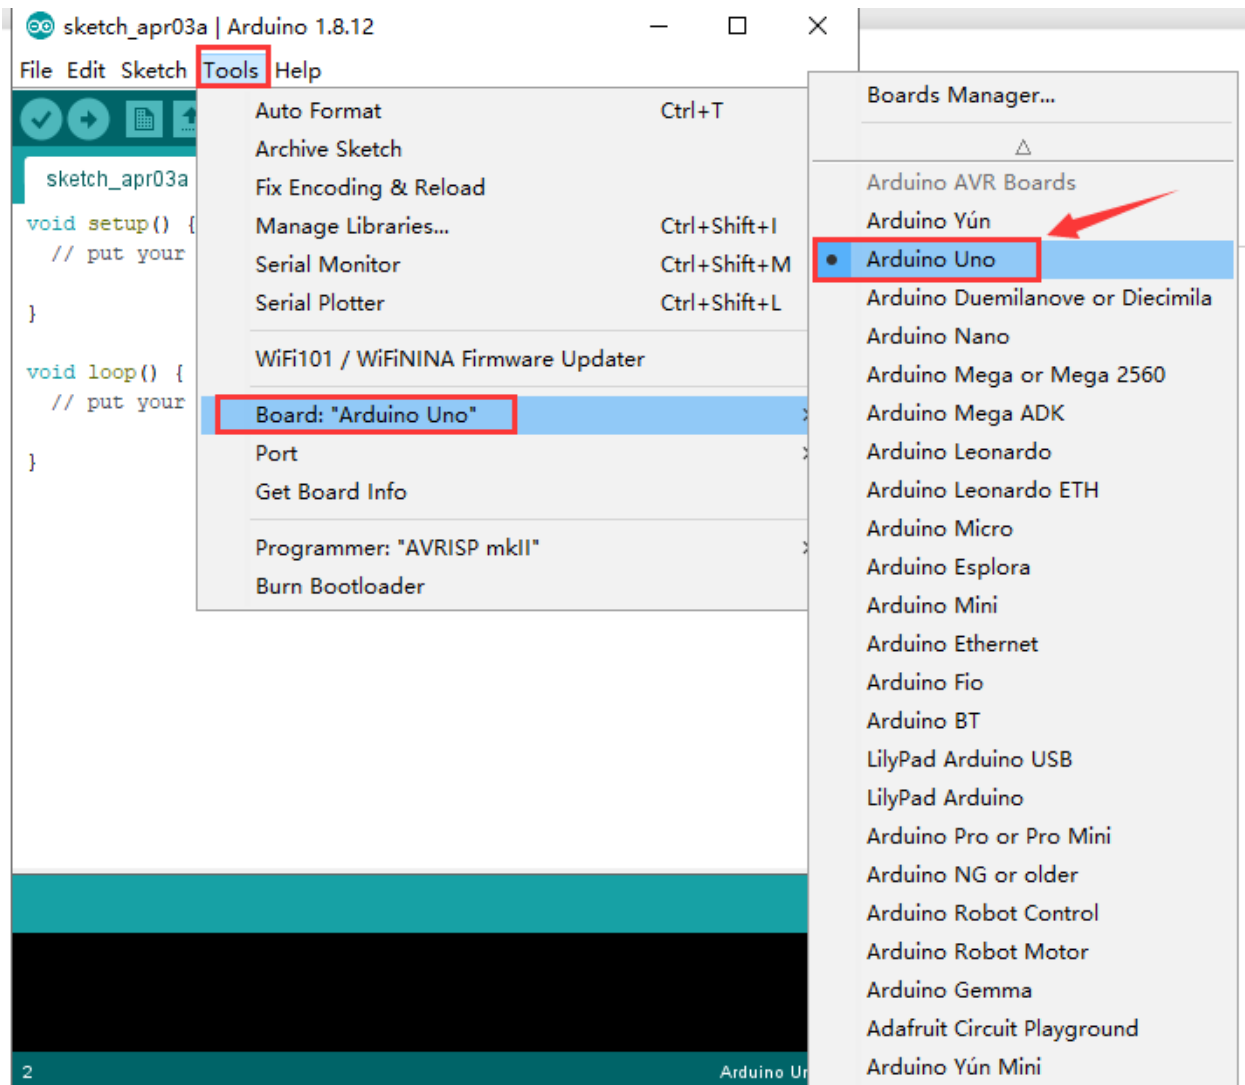 sketch_apr03a | Arduino 1.8.12
File Edit Sketch Tools Help
sketch_apr03a
void setup() {
// put your
}
void loop() {
// put your
}
2
Arduino
Auto Format Ctrl+T
Archive Sketch
Fix Encoding & Reload
Manage Libraries... Ctrl+Shift+I
Serial Monitor Ctrl+Shift+M
Serial Plotter Ctrl+Shift+L
WiFi101 / WiFiNINA Firmware Updater
Board: "Arduino Uno"
Port
Get Board Info
Programmer: "AVRISP mkII"
Burn Bootloader
Boards Manager...
Arduino AVR Boards
Arduino Yún
Arduino Uno
Arduino Duemilanove or Diecimila
Arduino Nano
Arduino Mega or Mega 2560
Arduino Mega ADK
Arduino Leonardo
Arduino Leonardo ETH
Arduino Micro
Arduino Esplora
Arduino Mini
Arduino Ethernet
Arduino Fio
Arduino BT
LilyPad Arduino USB
LilyPad Arduino
Arduino Pro or Pro Mini
Arduino NG or older
Arduino Robot Control
Arduino Robot Motor
Arduino Gemma
Adafruit Circuit Playground
Arduino Yún Mini